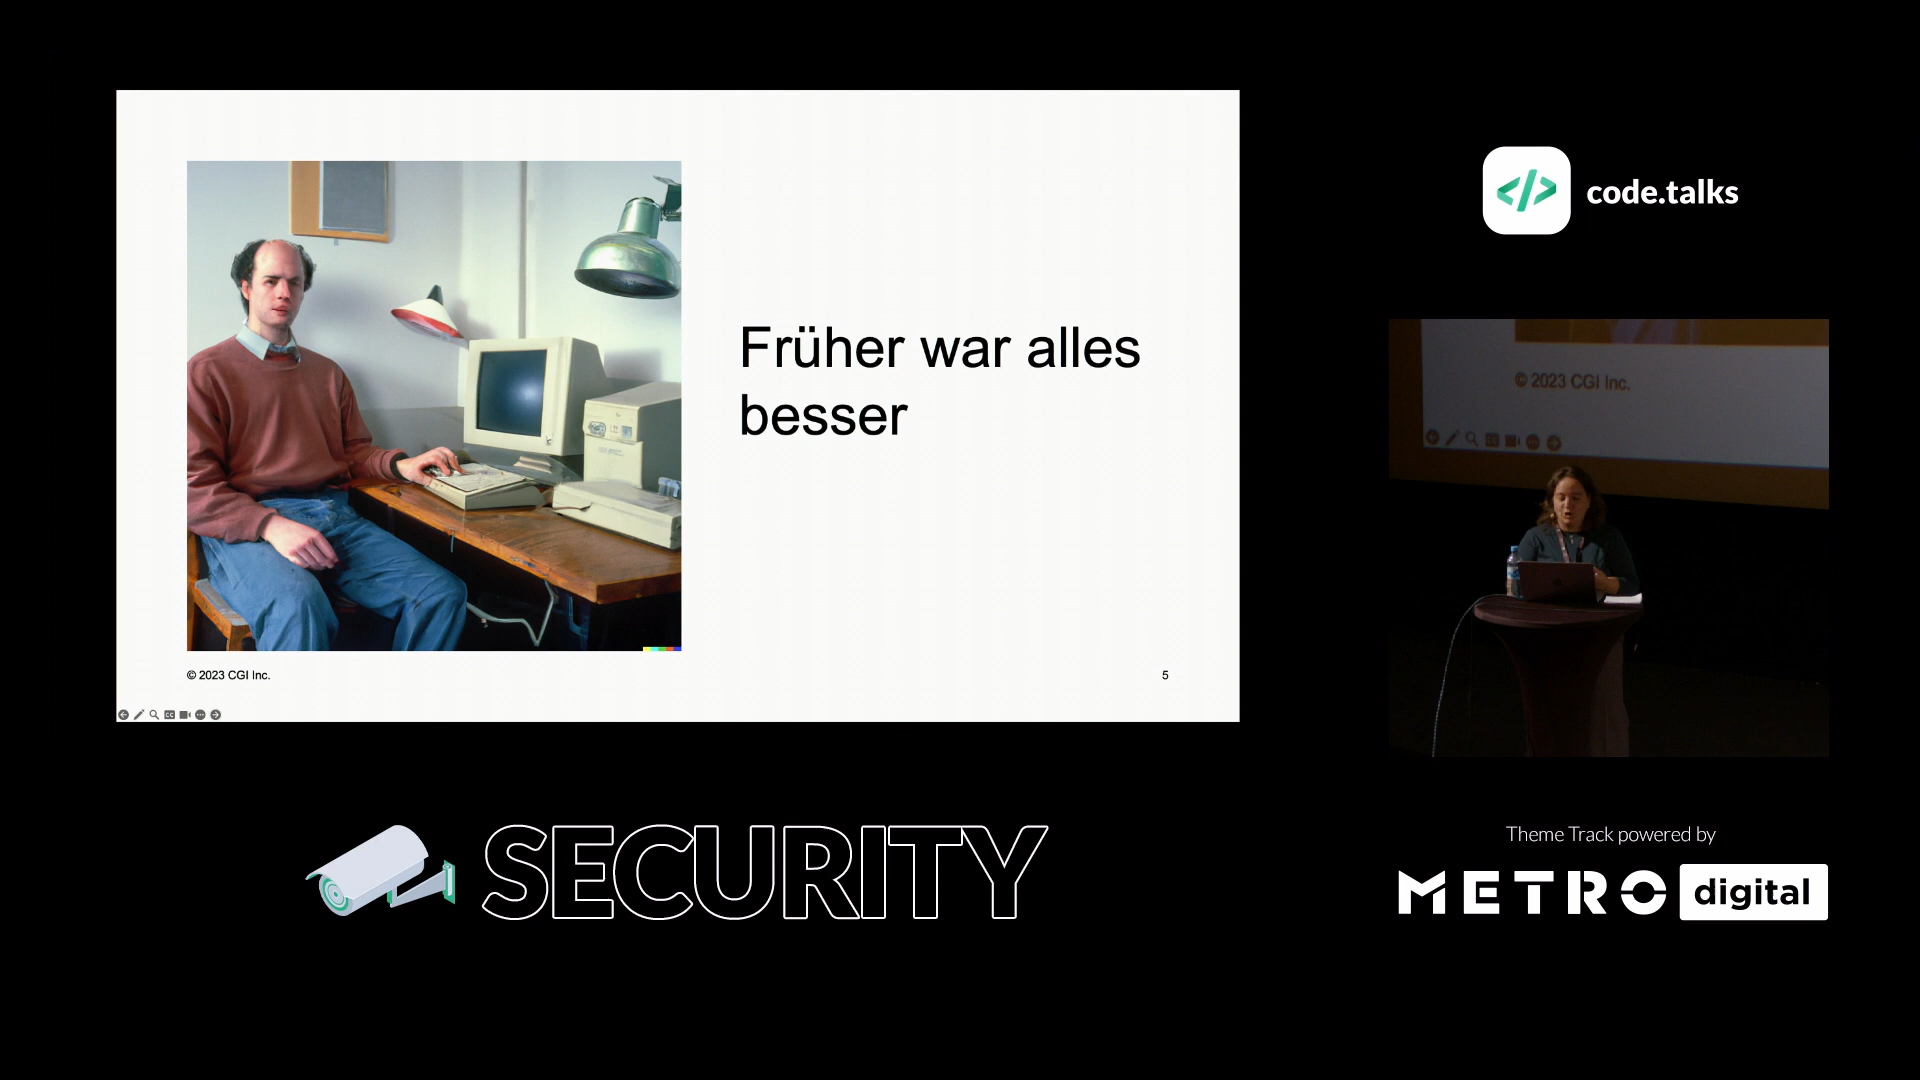 Früher war alles
besser
© 2023 CGI Inc.
5
code.talks
© 2023 CGI Inc.
SECURITY
Theme Track powered by
METRO digital